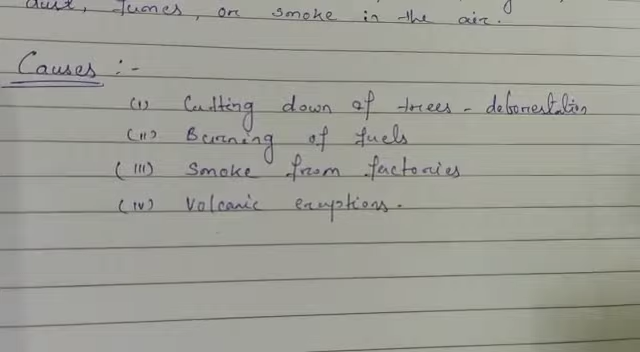 dust, fumes, or smoke in the air.
Causes :-
(i) Cutting down of trees - deforestation
(ii) Burning of fuels
(iii) Smoke from factories
(iv) Volcanic eruptions.